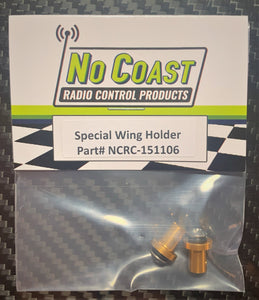 No Coast
RADIO CONTROL PRODUCTS
Special Wing Holder
Part# NCRC-151106